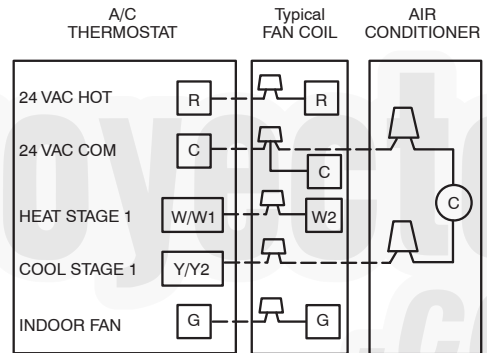 A/C
THERMOSTAT
Typical
FAN COIL
AIR
CONDITIONER
24 VAC HOT R R
24 VAC COM C
C
C
HEAT STAGE 1 W/W1 W2
COOL STAGE 1 Y/Y2
INDOOR FAN G G